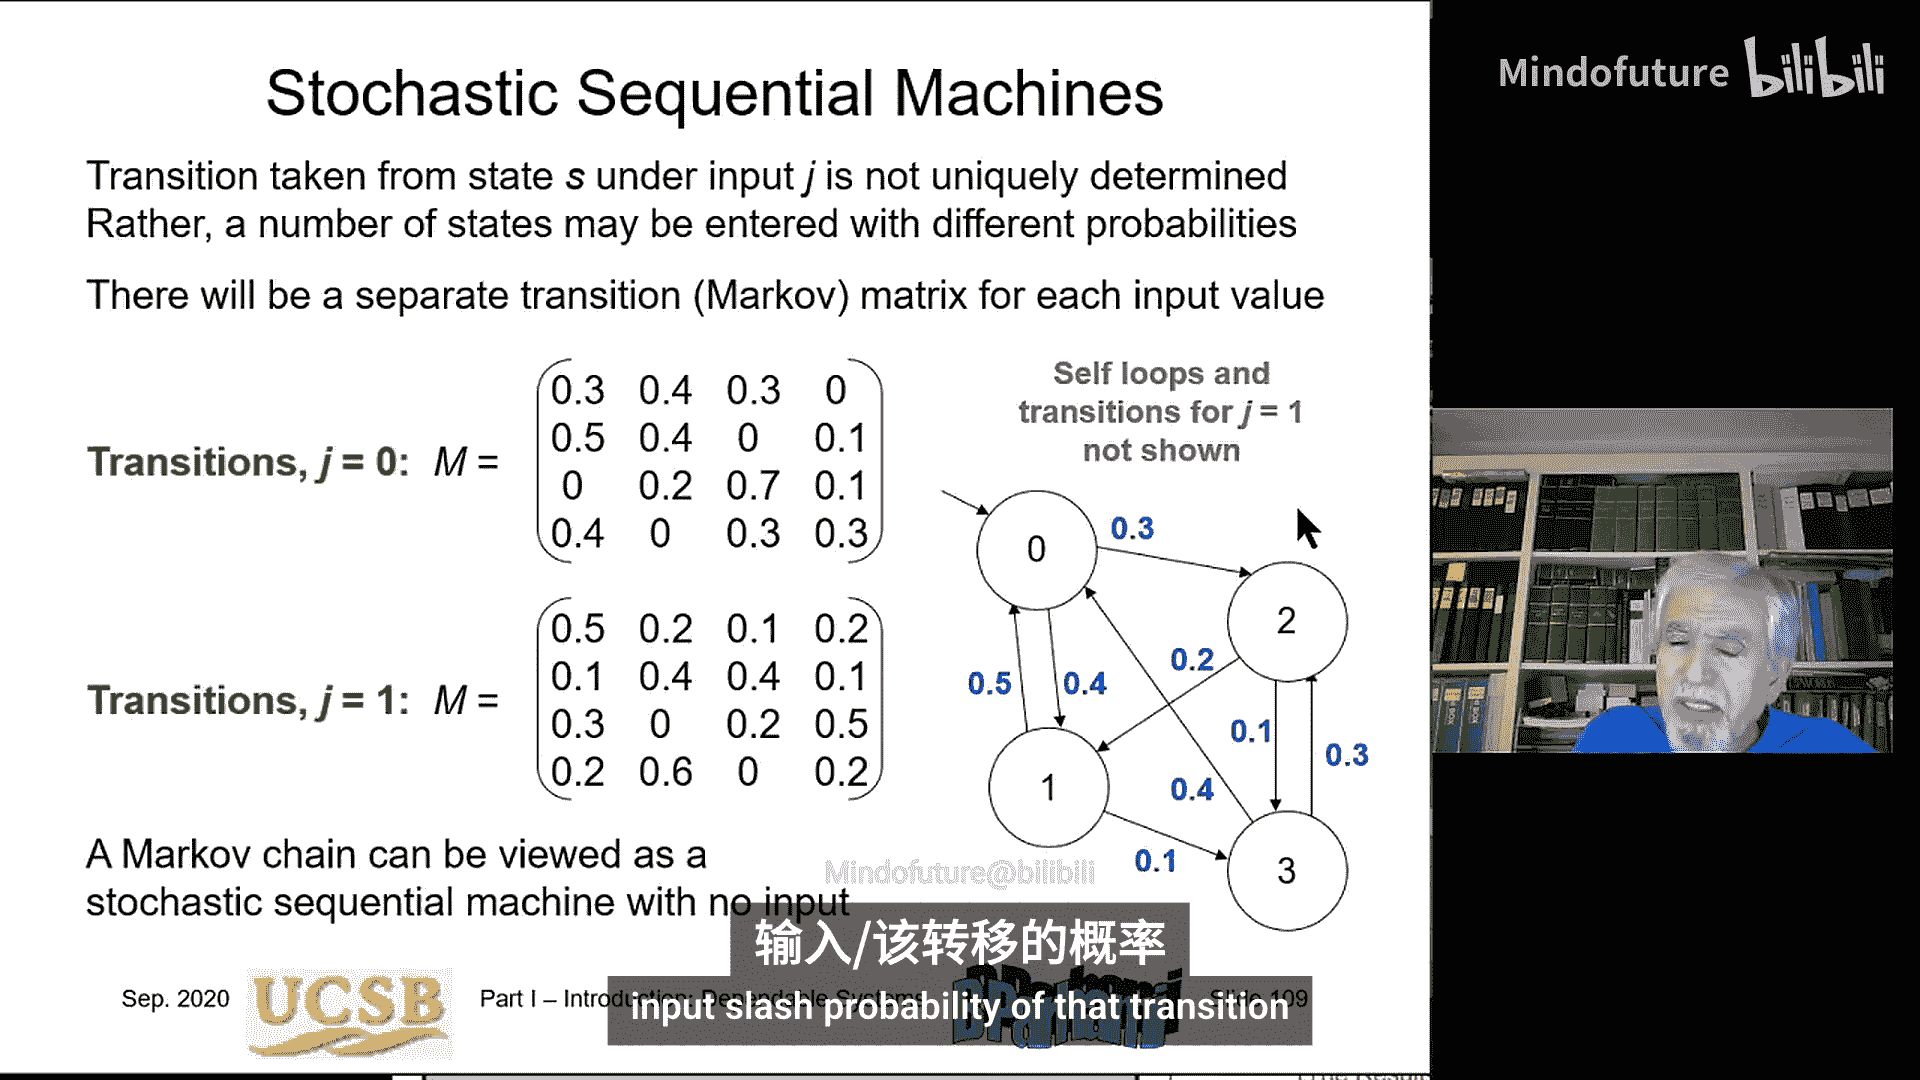 Stochastic Sequential Machines
Mindofuture bilibili
Transition taken from state s under input j is not uniquely determined
Rather, a number of states may be entered with different probabilities
There will be a separate transition (Markov) matrix for each input value
Transitions, j = 0: M =
0.3 0.4 0.3 0
0.5 0.4 0 0.1
0 0.2 0.7 0.1
0.4 0 0.3 0.3
Transitions, j = 1: M =
0.5 0.2 0.1 0.2
0.1 0.4 0.4 0.1
0.3 0 0.2 0.5
0.2 0.6 0 0.2
Self loops and
transitions for j = 1
not shown
0
0.3
2
0.2
0.5
0.4
0.1
0.3
1
0.4
0.1
3
A Markov chain can be viewed as a
stochastic sequential machine with no input
Mindofuture@bilibili
输入/该转移的概率
input slash probability of that transition
Sep. 2020
UCSB
Part I – Introduction: Dependable Systems
Slide 109